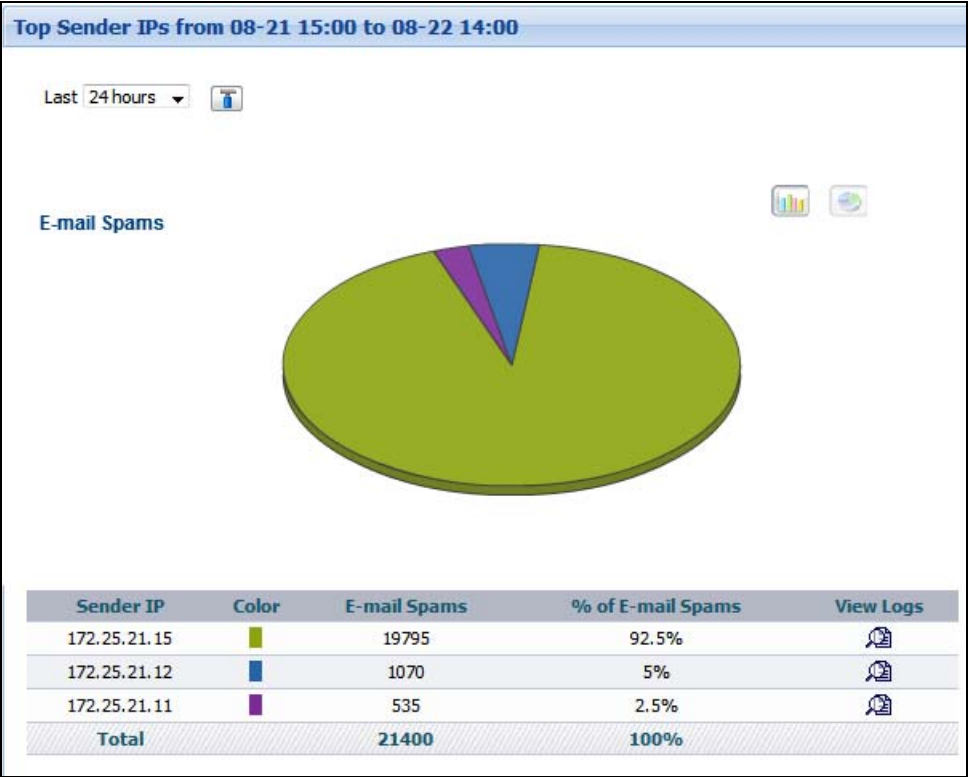 Top Sender IPs from 08-21 15:00 to 08-22 14:00
Last 24 hours
E-mail Spams
Sender IP Color E-mail Spams % of E-mail Spams View Logs
172.25.21.15 19795 92.5%
172.25.21.12 1070 5%
172.25.21.11 535 2.5%
Total 21400 100%